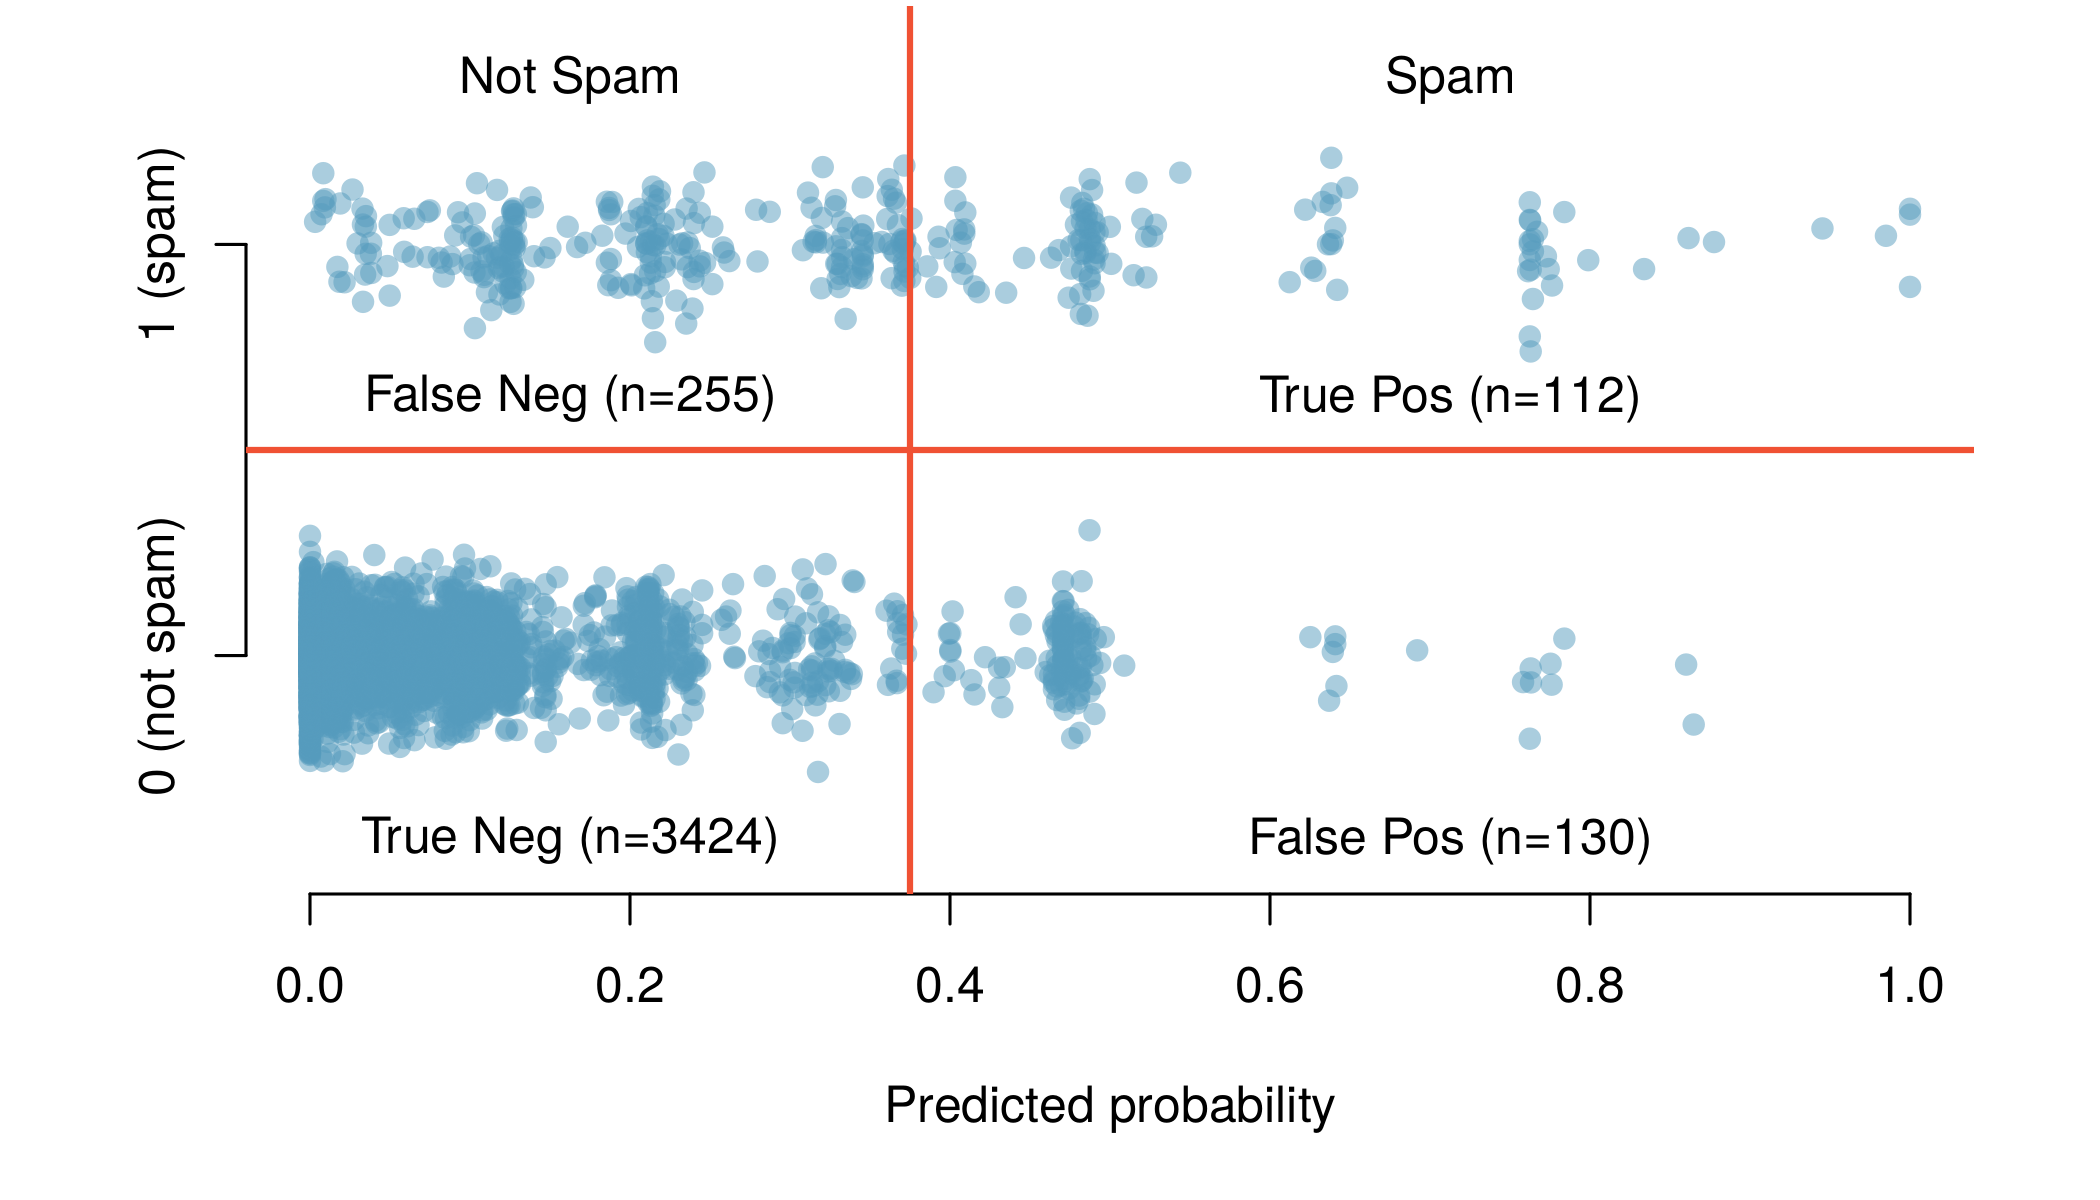 Not Spam
Spam
1 (spam)
False Neg (n=255)
True Pos (n=112)
0 (not spam)
True Neg (n=3424)
False Pos (n=130)
0.0 0.2 0.4 0.6 0.8 1.0
Predicted probability